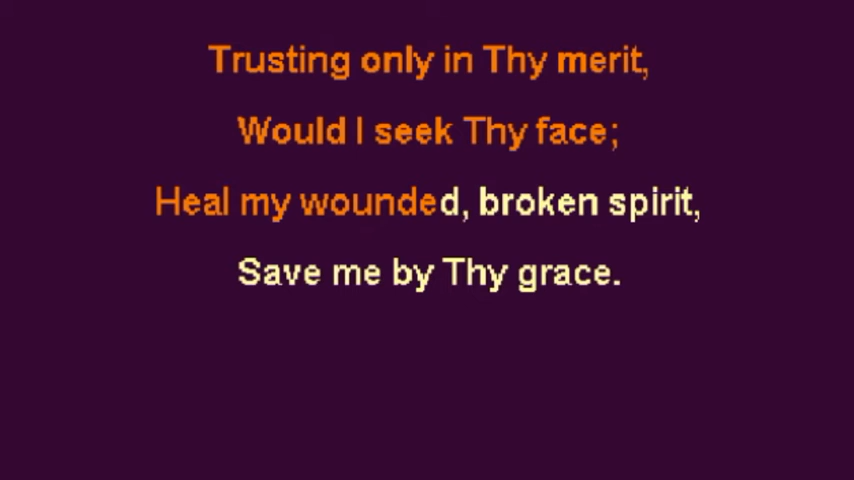 Trusting only in Thy merit,
Would I seek Thy face;
Heal my wounded, broken spirit,
Save me by Thy grace.